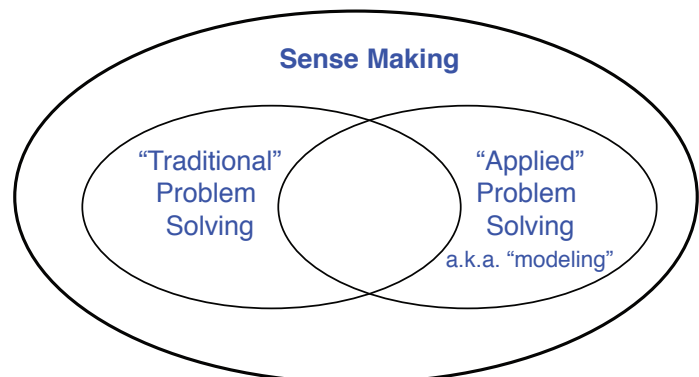 Sense Making
“Traditional”
Problem
Solving
“Applied”
Problem
Solving
a.k.a. “modeling”